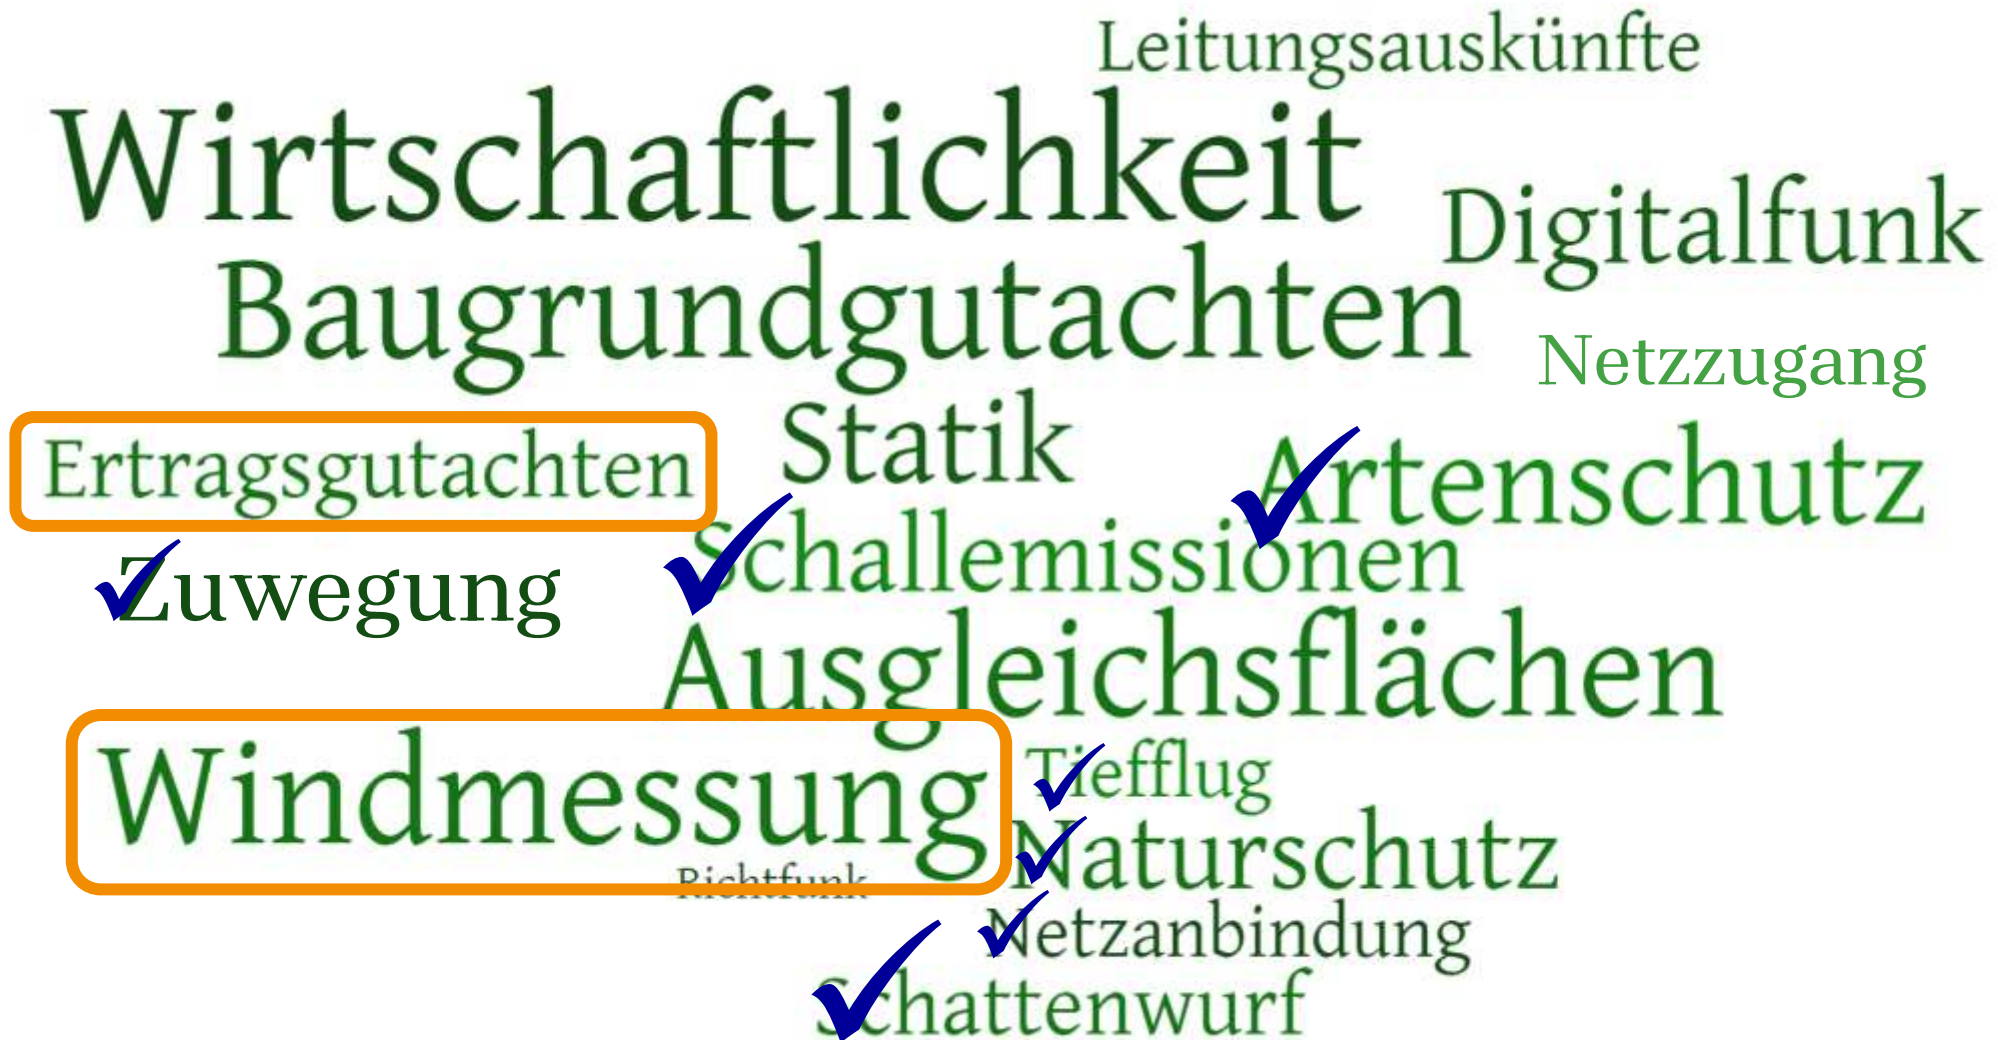 Leitungsauskünfte
Wirtschaftlichkeit
Digitalfunk
Baugrundgutachten
Netzzugang
Statik
Ertragsgutachten
Artenschutz
Schallemissionen
Zuwegung
Ausgleichsflächen
Windmessung
Tiefflug
Naturschutz
Richtfunk
Netzanbindung
Schattenwurf